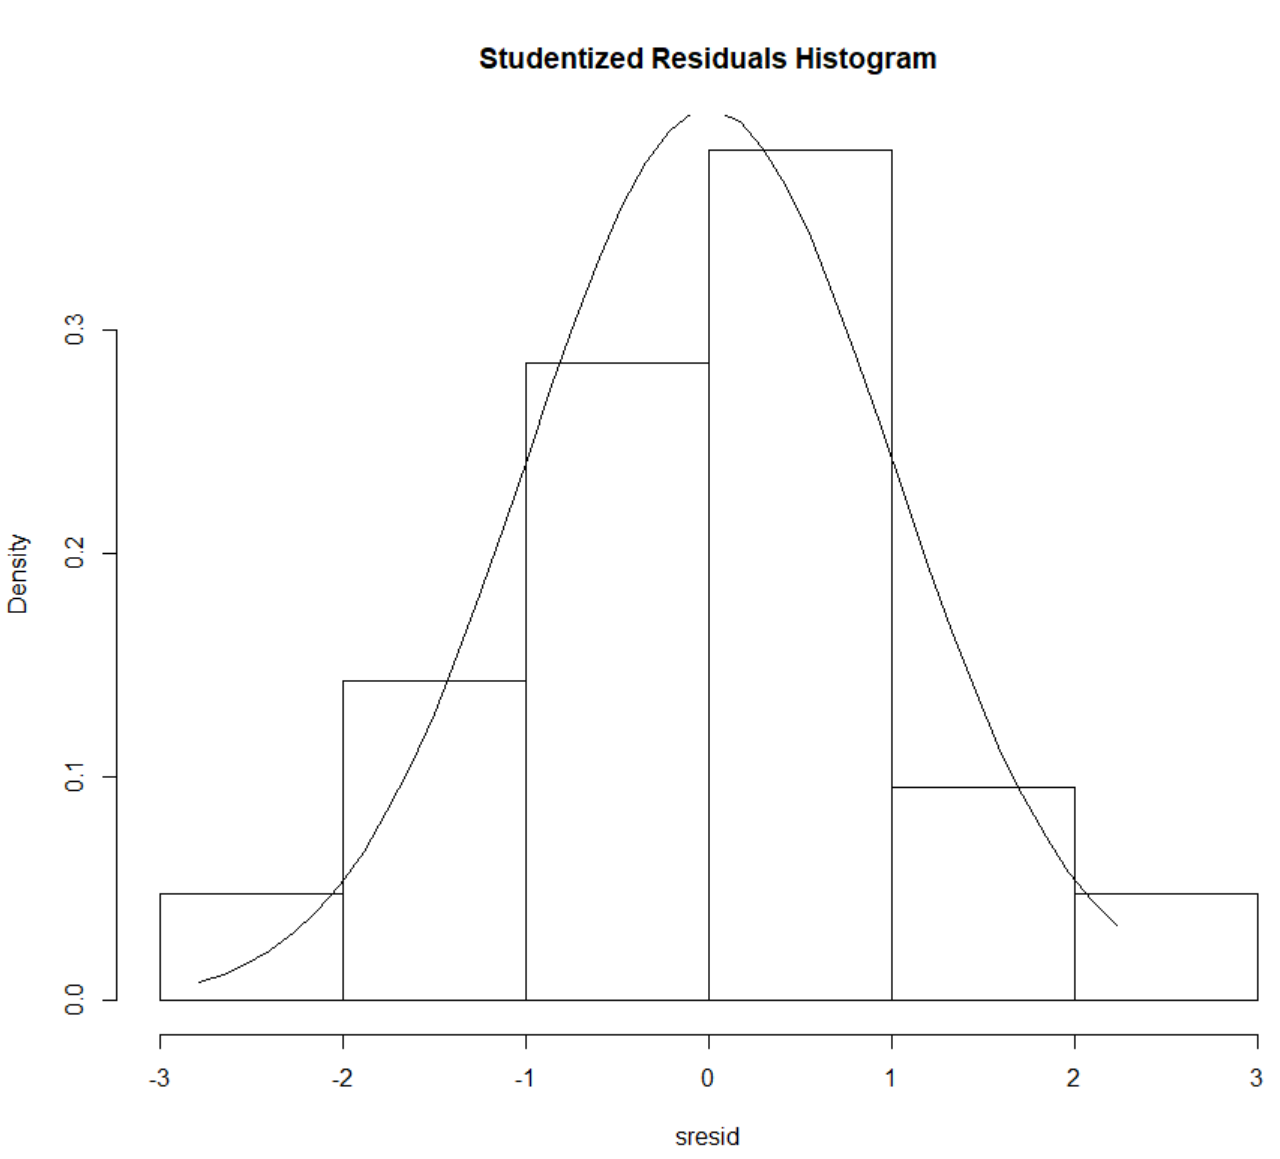 Studentized Residuals Histogram
0.3
0.2
0.1
0.0
Density
-3 -2 -1 0 1 2 3
sresid